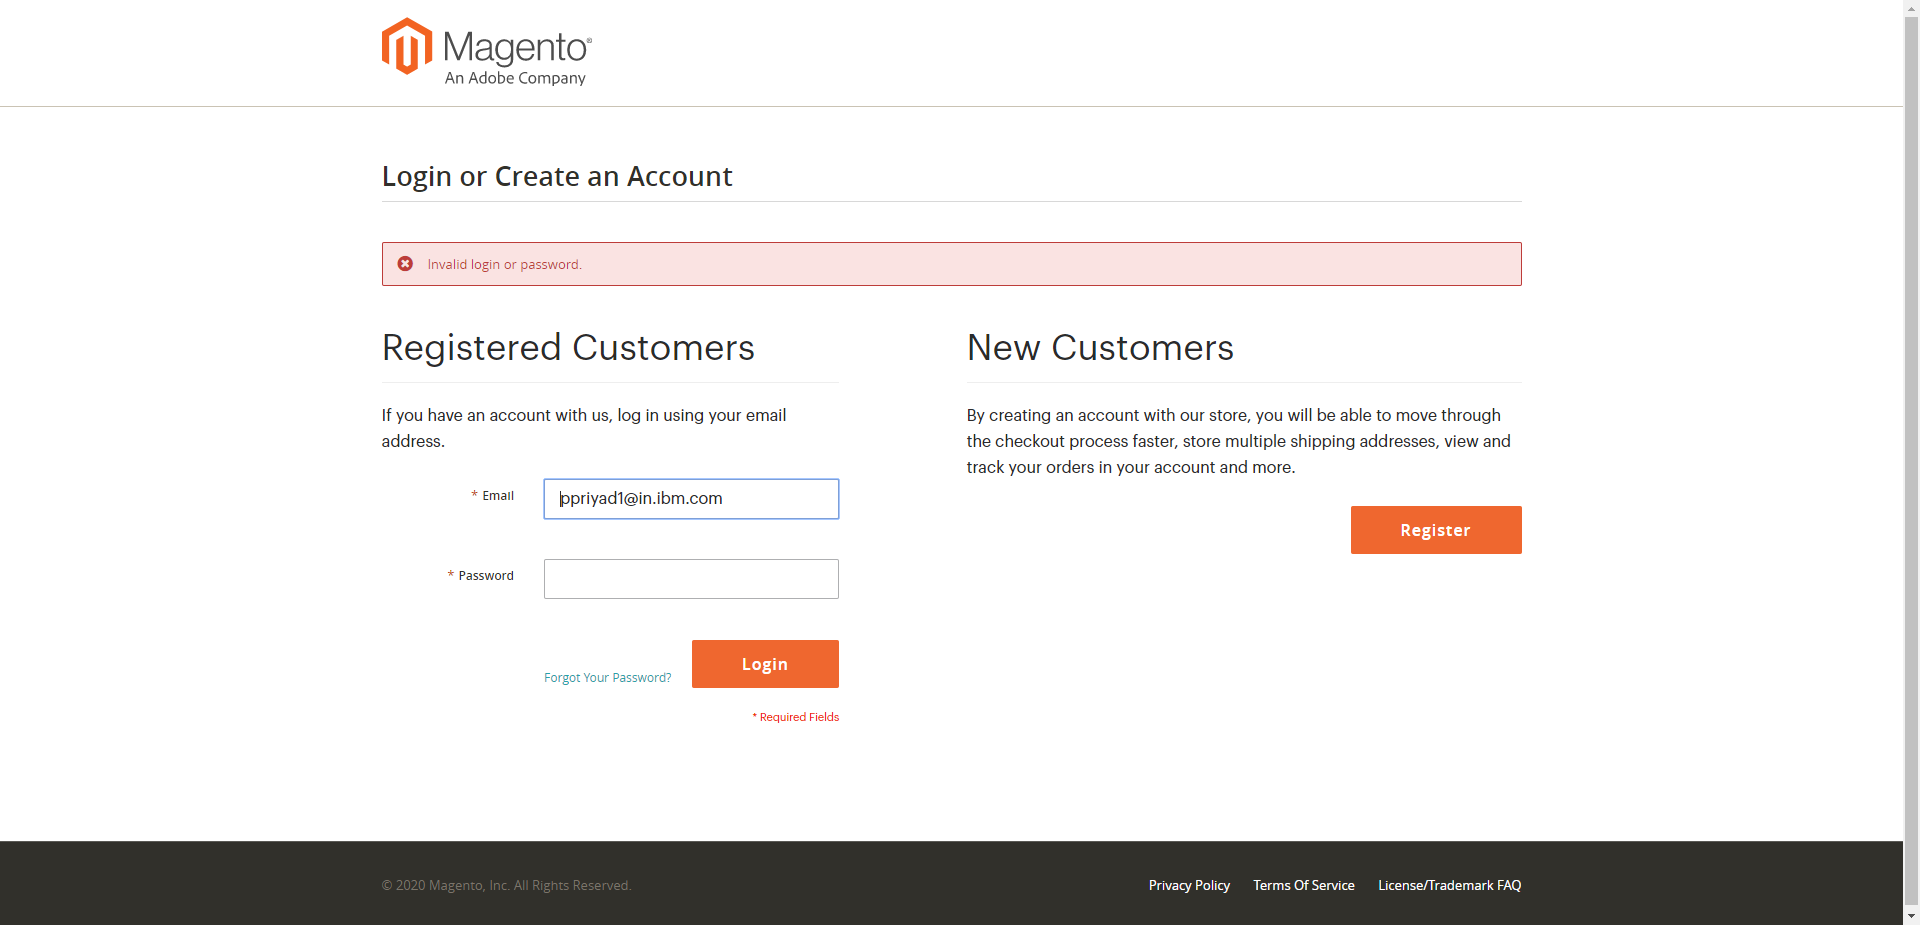 Magento®
An Adobe Company
Login or Create an Account
Invalid login or password.
Registered Customers
If you have an account with us, log in using your email
address.
* Email
ppriyad1@in.ibm.com
* Password
Forgot Your Password?
Login
* Required Fields
New Customers
By creating an account with our store, you will be able to move through
the checkout process faster, store multiple shipping addresses, view and
track your orders in your account and more.
Register
© 2020 Magento, Inc. All Rights Reserved.
Privacy Policy
Terms Of Service
License/Trademark FAQ